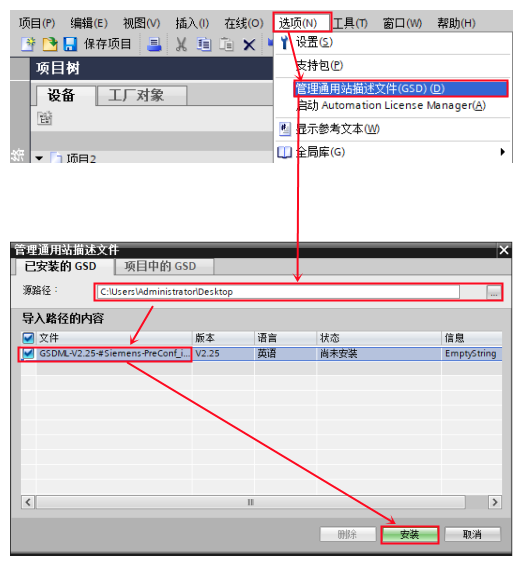 项目(P) 编辑(E) 视图(V) 插入(I) 在线(O) 选项(N) 工具(T) 窗口(W) 帮助(H)
保存项目
设置(S)
项目树
支持包(P)
设备 工厂对象
管理通用站描述文件(GSD) (D)
启动 Automation License Manager(A)
显示参考文本(W)
项目2
全局库(G)
管理通用站描述文件
已安装的 GSD 项目中的 GSD
源路径：
C:\Users\Administrator\Desktop
...
导入路径的内容
文件 版本 语言 状态 信息
GSDML-V2.25-#Siemens-PreConf_i... V2.25 英语 尚未安装 EmptyString
删除 安装 取消